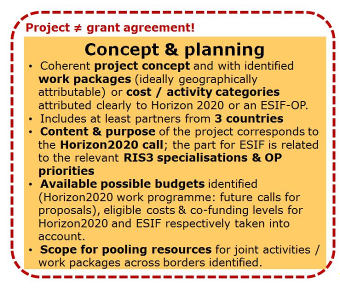 Project ≠ grant agreement!
Concept & planning
• Coherent project concept and with identified
work packages (ideally geographically
attributable) or cost / activity categories
attributed clearly to Horizon 2020 or an ESIF-OP.
• Includes at least partners from 3 countries
• Content & purpose of the project corresponds to
the Horizon2020 call; the part for ESIF is related
to the relevant RIS3 specialisations & OP
priorities
• Available possible budgets identified
(Horizon2020 work programme: future calls for
proposals), eligible costs & co-funding levels for
Horizon2020 and ESIF respectively taken into
account.
• Scope for pooling resources for joint activities /
work packages across borders identified.